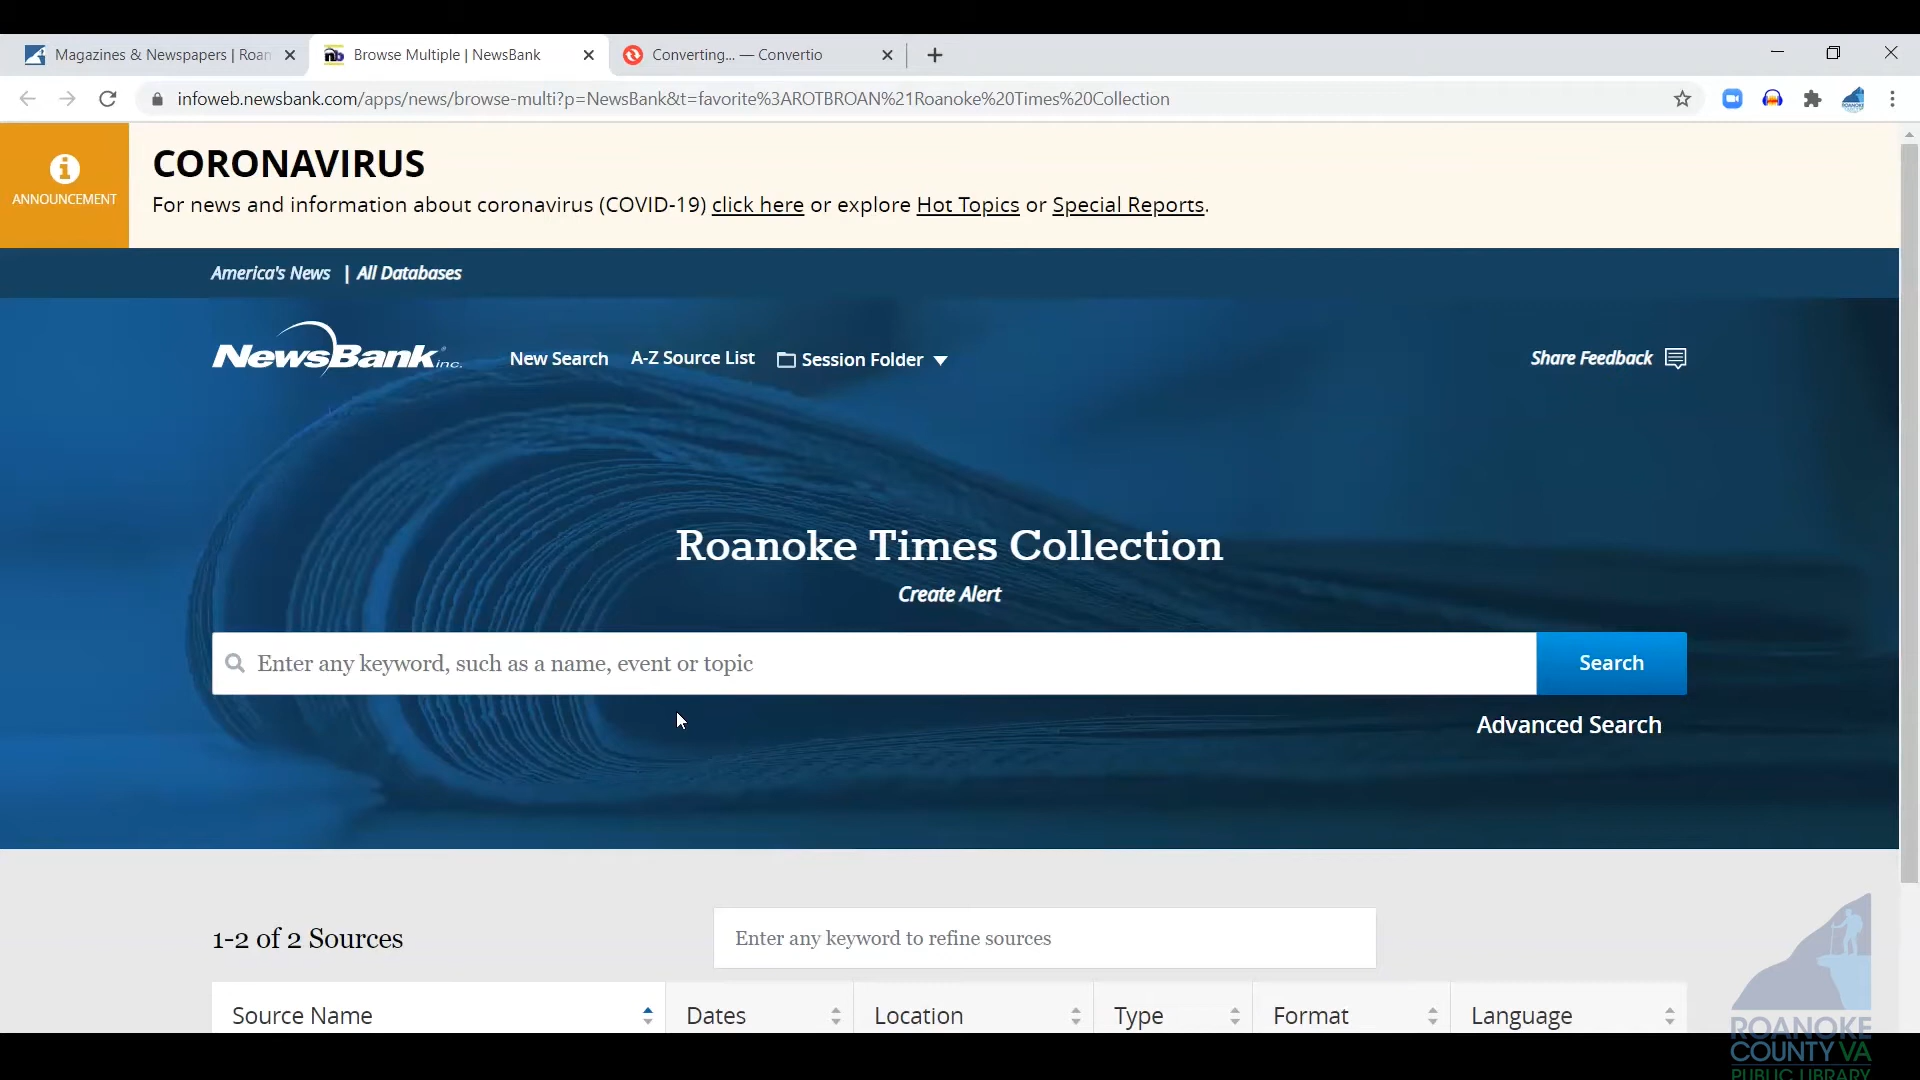 Magazines & Newspapers | Roan
Browse Multiple | NewsBank
Converting... — Convertio
infoweb.newsbank.com/apps/news/browse-multi?p=NewsBank&t=favorite%3AROTBROAN%21Roanoke%20Times%20Collection
CORONAVIRUS
ANNOUNCEMENT
For news and information about coronavirus (COVID-19) click here or explore Hot Topics or Special Reports.
America's News | All Databases
NewsBank inc.
New Search
A-Z Source List
Session Folder
Share Feedback
Roanoke Times Collection
Create Alert
Enter any keyword, such as a name, event or topic
Search
Advanced Search
1-2 of 2 Sources
Enter any keyword to refine sources
Source Name
Dates
Location
Type
Format
Language
ROANOKE
COUNTY VA
PUBLIC LIBRARY